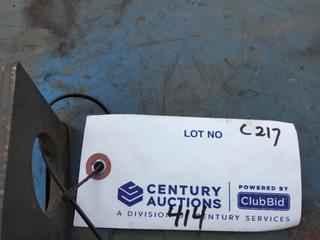 LOT NO C217
CENTURY
AUCTIONS
POWERED BY
ClubBid
A DIVISION CENTURY SERVICES
414